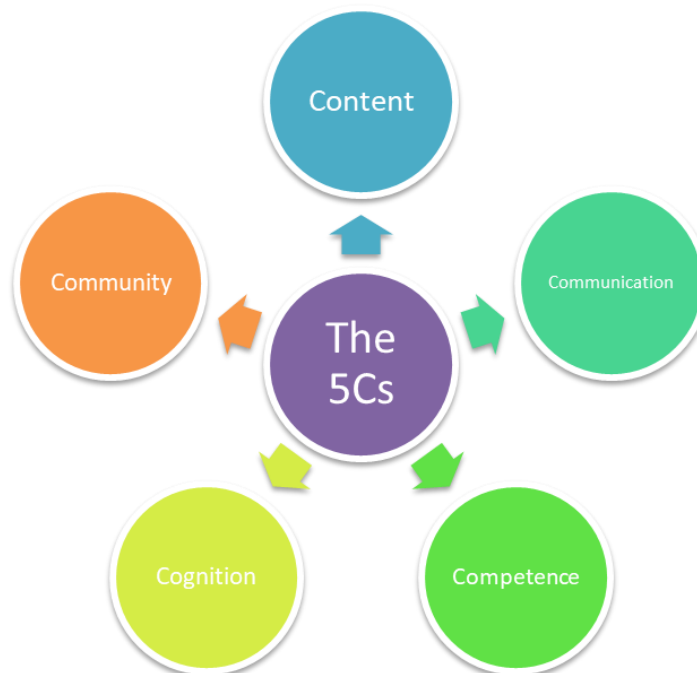 Content
Community
Communication
The
5Cs
Cognition
Competence